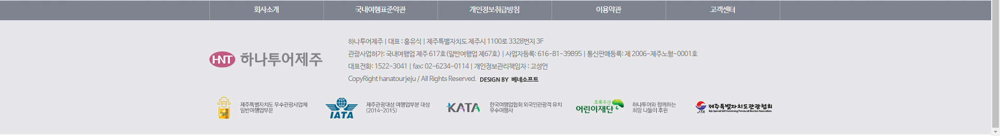 회사소개 국내여행표준약관 개인정보취급방침 이용약관 고객센터
하나투어제주 | 대표 : 홍유식 | 제주특별자치도 제주시 1100로 3328번지 3F
HNT 하나투어제주
관광사업허가: 국내여행업 제주 617호(일반여행업 제67호) | 사업자등록: 616-81-39895 | 통신판매등록: 제 2006-제주노형-0001호
대표전화: 1522-3041 | fax: 02-6234-0114 | 개인정보관리책임자 : 고성언
CopyRight hanatourjeju / All Rights Reserved. DESIGN BY 베네소프트
제주특별자치도 우수관광사업체
일반여행업부문
IATA
제주관광대상 여행업부분 대상
(2014~2015)
KATA
한국여행업협회 외국인관광객 유치
우수여행사
초록우산
어린이재단
하나투어와 함께하는
희망 나들이 후원
JTA
제주특별자치도관광협회
Jeju Special Self-Governing Provincial Tourism Association